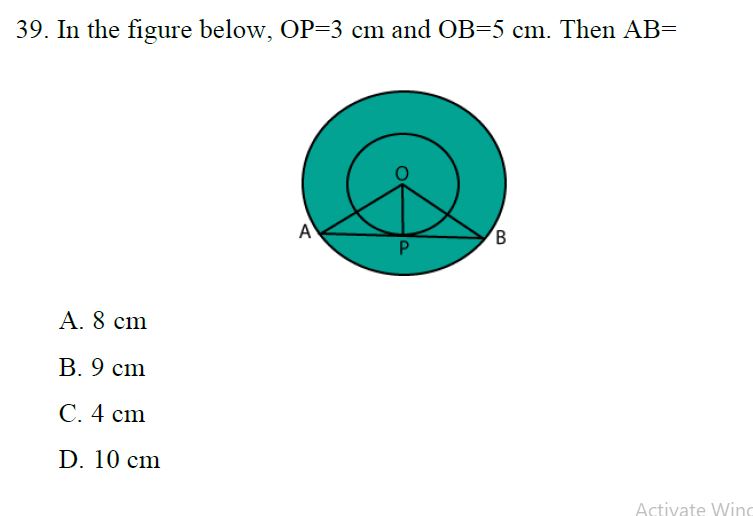 39. In the figure below, OP=3 cm and OB=5 cm. Then AB=
O
A
B
P
A. 8 cm
B. 9 cm
C. 4 cm
D. 10 cm
Activate Wind